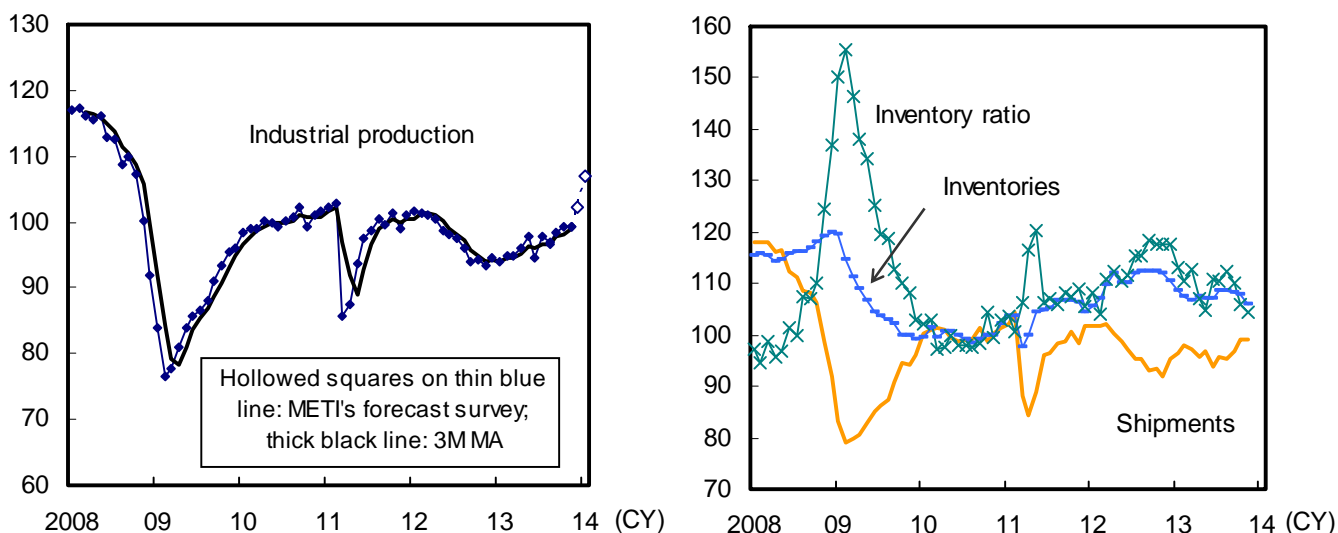 130
120
110
100
90
80
70
60
Industrial production
Hollowed squares on thin blue
line: METI's forecast survey;
thick black line: 3M MA
2008 09 10 11 12 13 14 (CY)
160
150
140
130
120
110
100
90
80
70
Inventory ratio
Inventories
Shipments
2008 09 10 11 12 13 14 (CY)